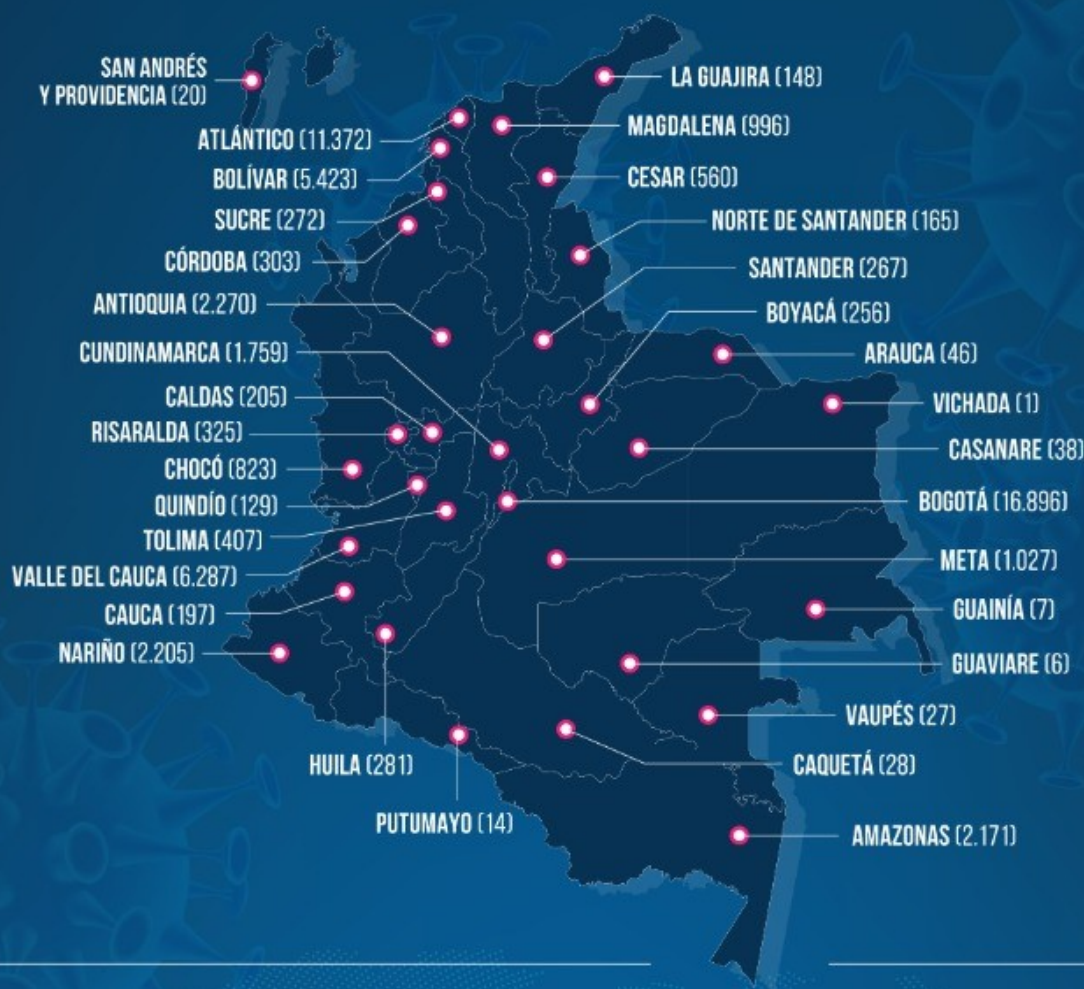 SAN ANDRÉS
Y PROVIDENCIA (20)
ATLÁNTICO (11.372)
BOLÍVAR (5.423)
SUCRE (272)
CÓRDOBA (303)
ANTIOQUIA (2.270)
CUNDINAMARCA (1.759)
CALDAS (205)
RISARALDA (325)
CHOCÓ (823)
QUINDÍO (129)
TOLIMA (407)
VALLE DEL CAUCA (6.287)
CAUCA (197)
NARIÑO (2.205)
HUILA (281)
PUTUMAYO (14)
LA GUAJIRA (148)
MAGDALENA (996)
CESAR (560)
NORTE DE SANTANDER (165)
SANTANDER (267)
BOYACÁ (256)
ARAUCA (46)
VICHADA (1)
CASANARE (38)
BOGOTÁ (16.896)
META (1.027)
GUAINÍA (7)
GUAVIARE (6)
VAUPÉS (27)
CAQUETÁ (28)
AMAZONAS (2.171)